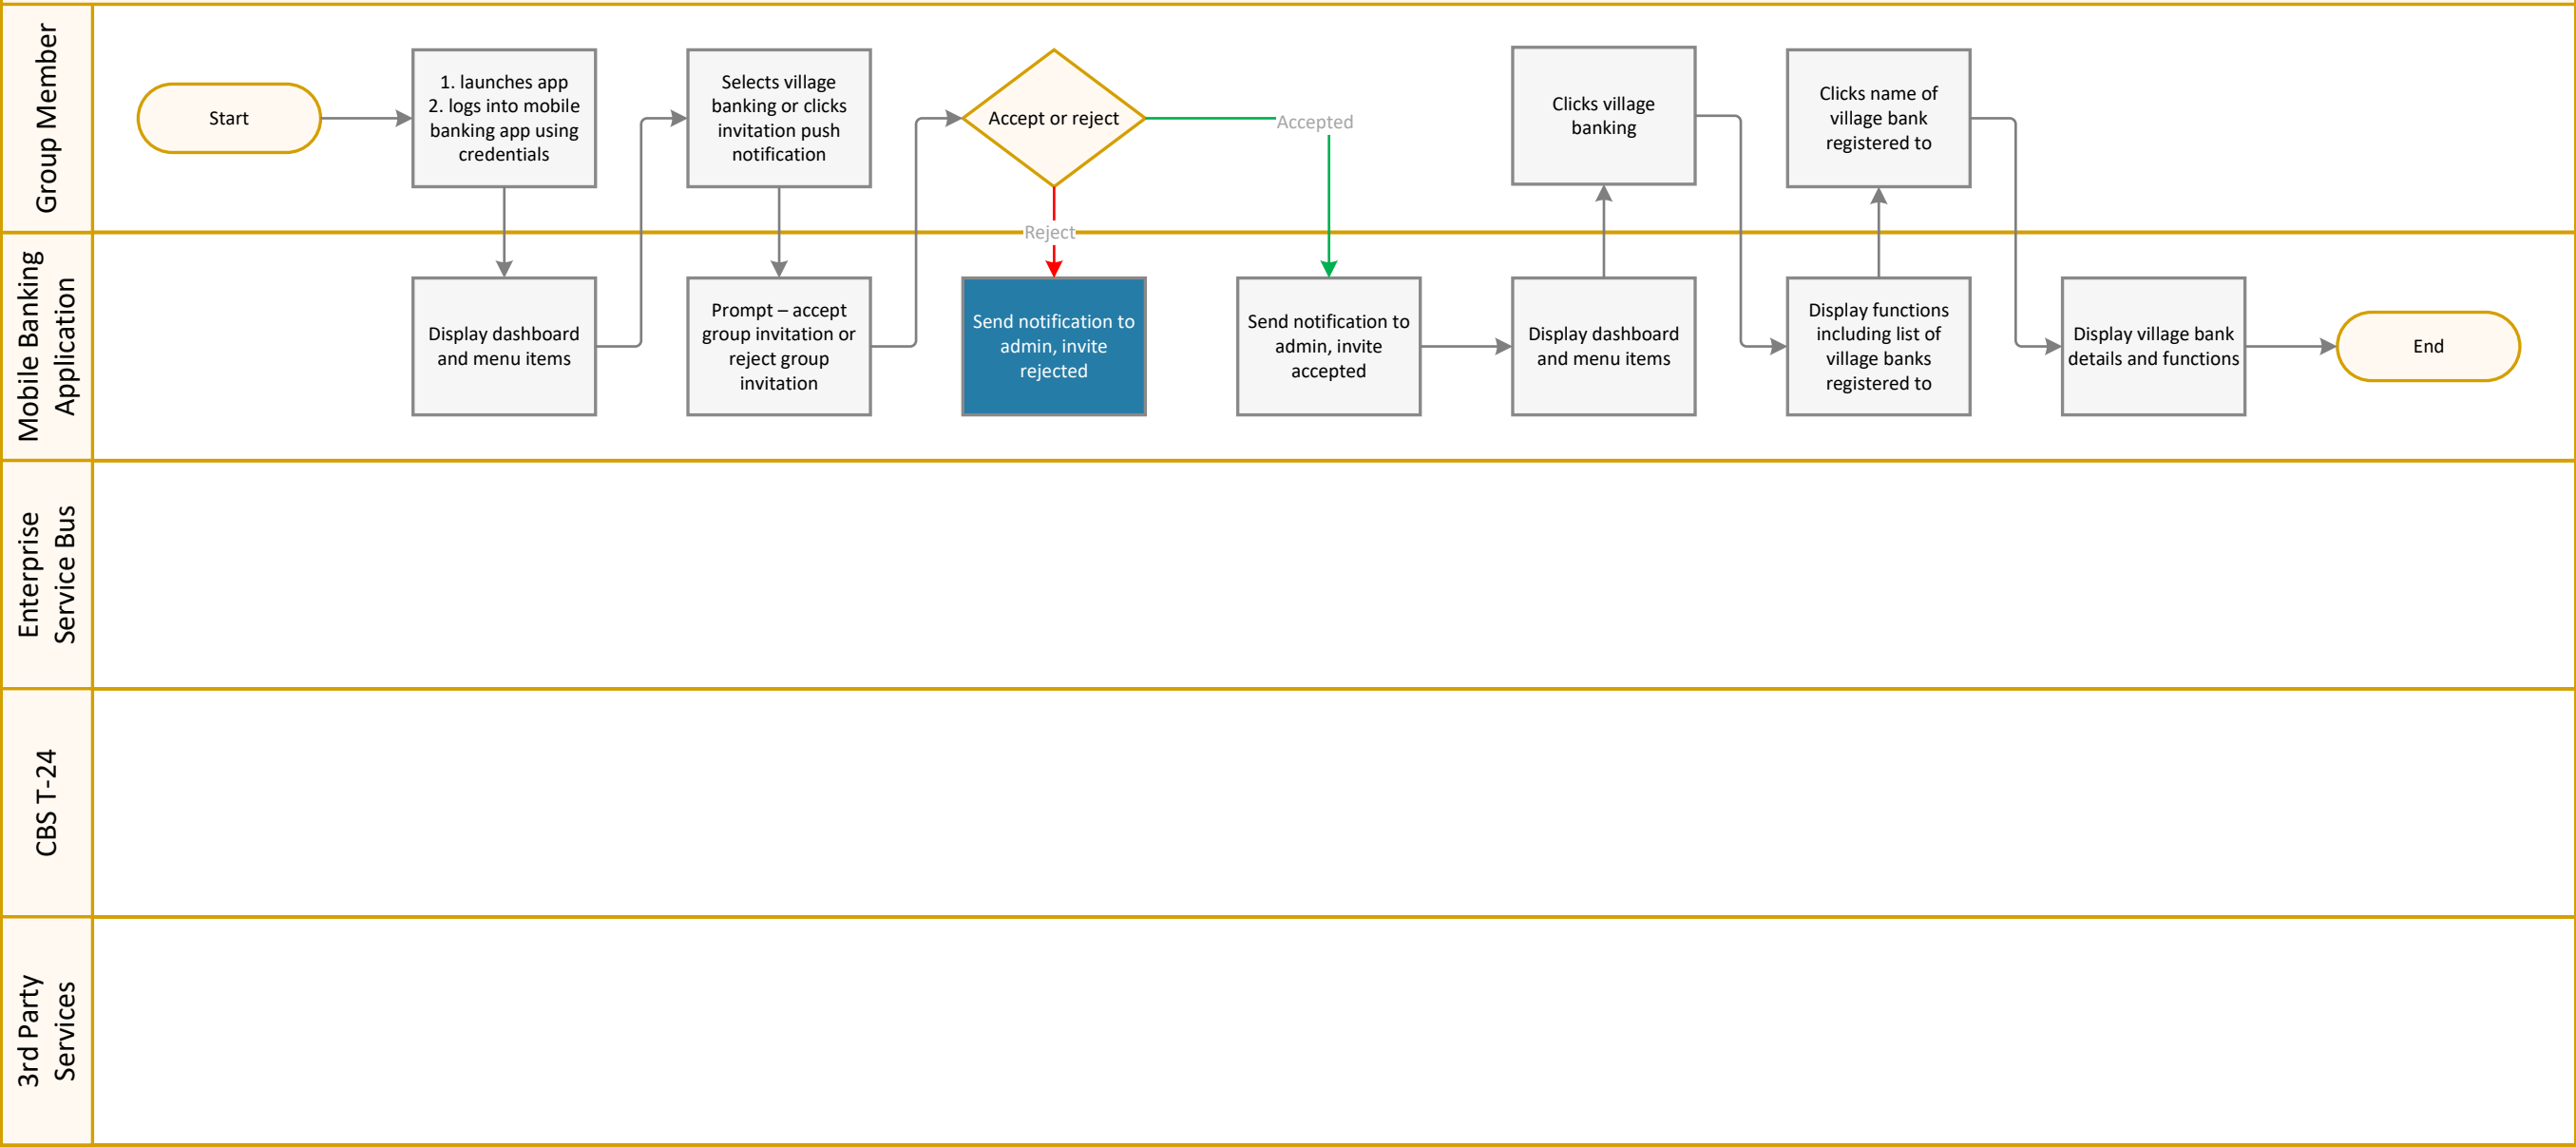 Group Member
Start
1. launches app
2. logs into mobile
banking app using
credentials
Selects village
banking or clicks
invitation push
notification
Accept or reject
Accepted
Clicks village
banking
Clicks name of
village bank
registered to
Reject
Mobile Banking
Application
Display dashboard
and menu items
Prompt – accept
group invitation or
reject group
invitation
Send notification to
admin, invite
rejected
Send notification to
admin, invite
accepted
Display dashboard
and menu items
Display functions
including list of
village banks
registered to
Display village bank
details and functions
End
Enterprise
Service Bus
CBS T-24
3rd Party
Services